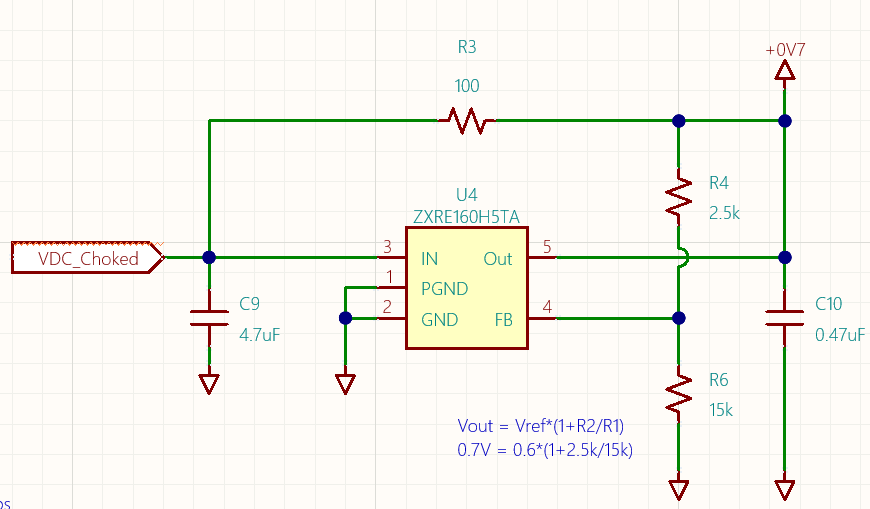 R3
100
+0V7
R4
2.5k
U4
ZXRE160H5TA
VDC_Choked
3
IN
Out
5
1
PGND
2
GND
FB
4
C9
4.7uF
C10
0.47uF
R6
15k
Vout = Vref*(1+R2/R1)
0.7V = 0.6*(1+2.5k/15k)